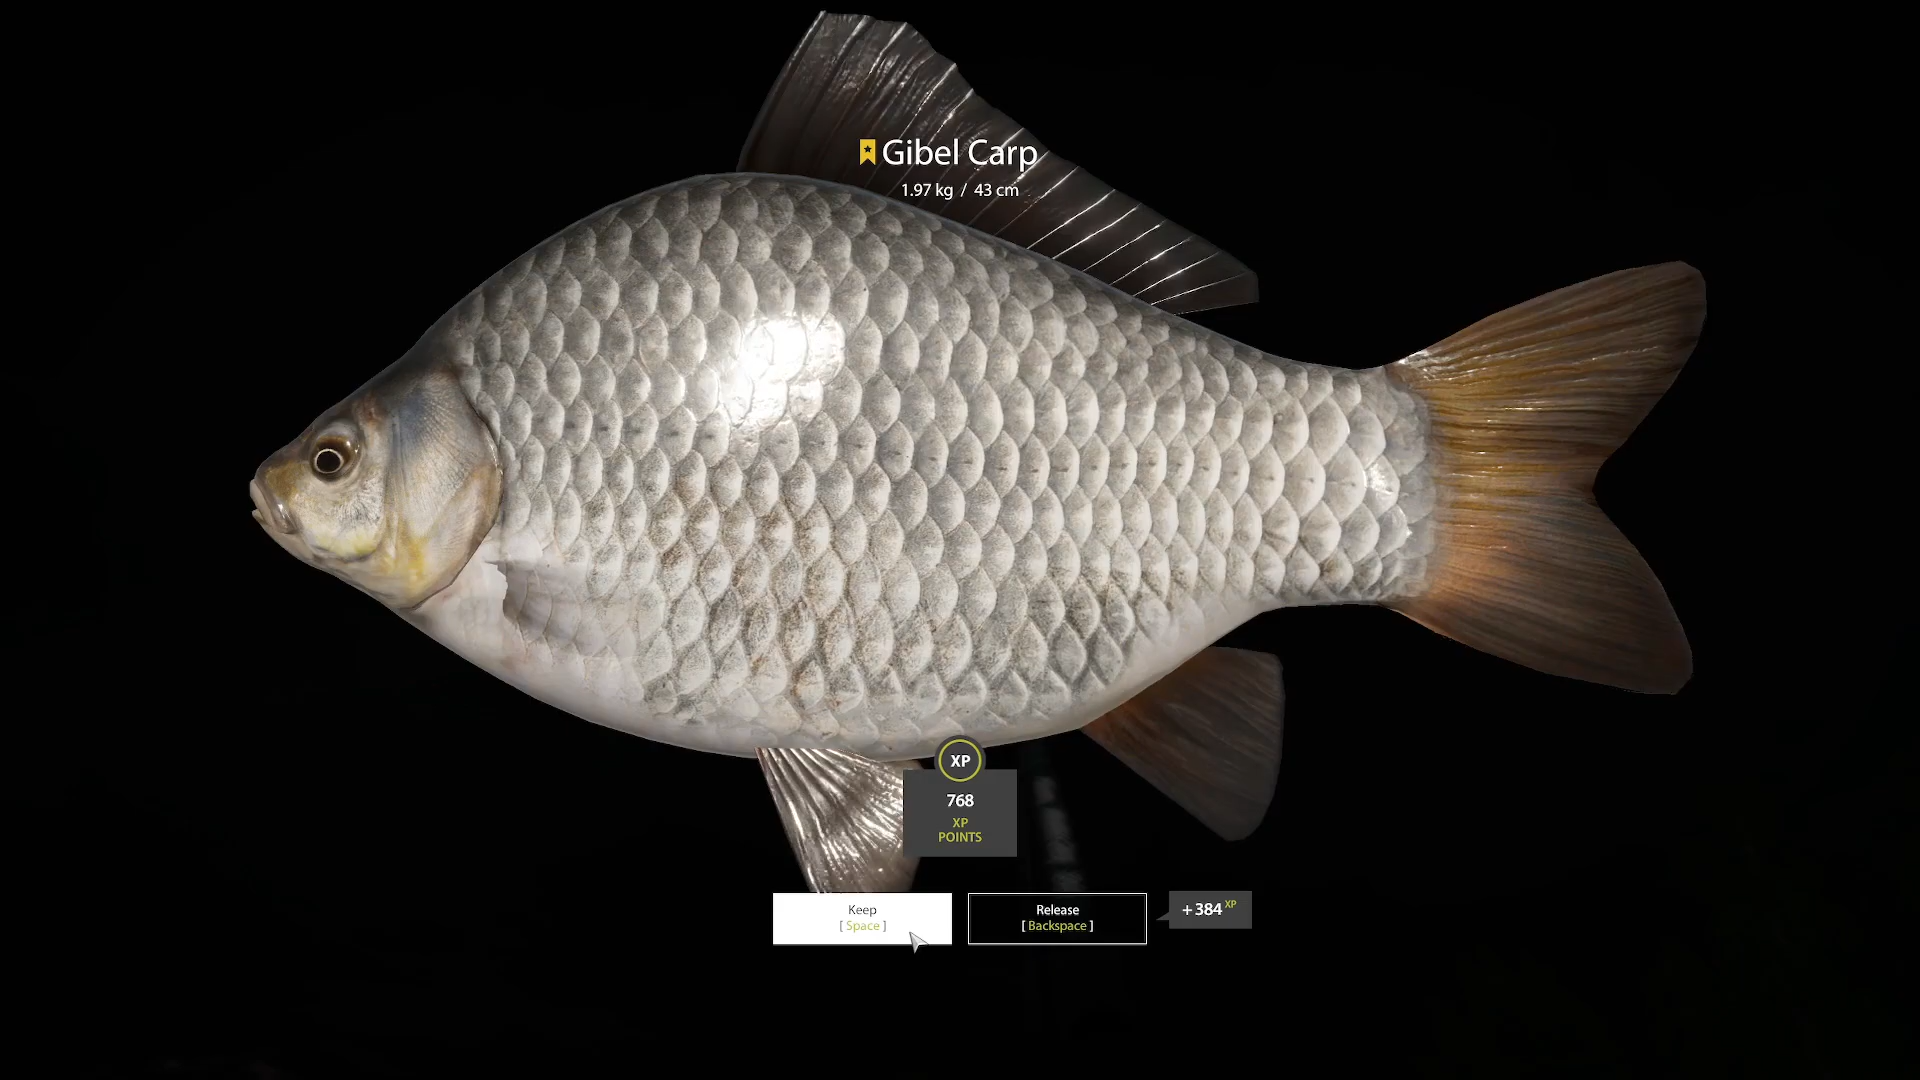 Gibel Carp
1.97 kg / 43 cm
XP
768
XP
POINTS
Keep
[ Space ]
Release
[ Backspace ]
+384 XP